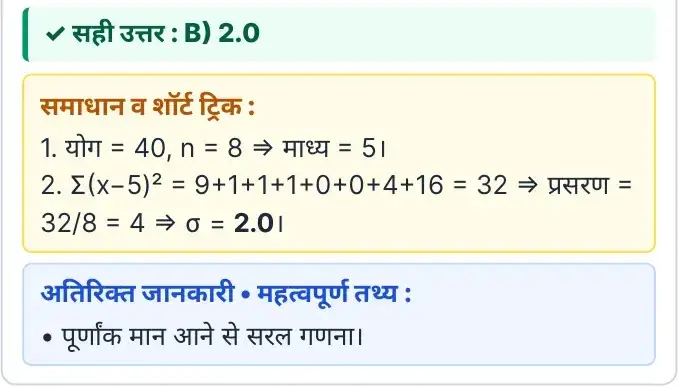 ✓ सही उत्तर : B) 2.0
समाधान व शॉर्ट ट्रिक :
1. योग = 40, n = 8 ⇒ माध्य = 5।
2. Σ(x−5)² = 9+1+1+1+0+0+4+16 = 32 ⇒ प्रसरण =
32/8 = 4 ⇒ σ = 2.0।
अतिरिक्त जानकारी • महत्वपूर्ण तथ्य :
• पूर्णांक मान आने से सरल गणना।